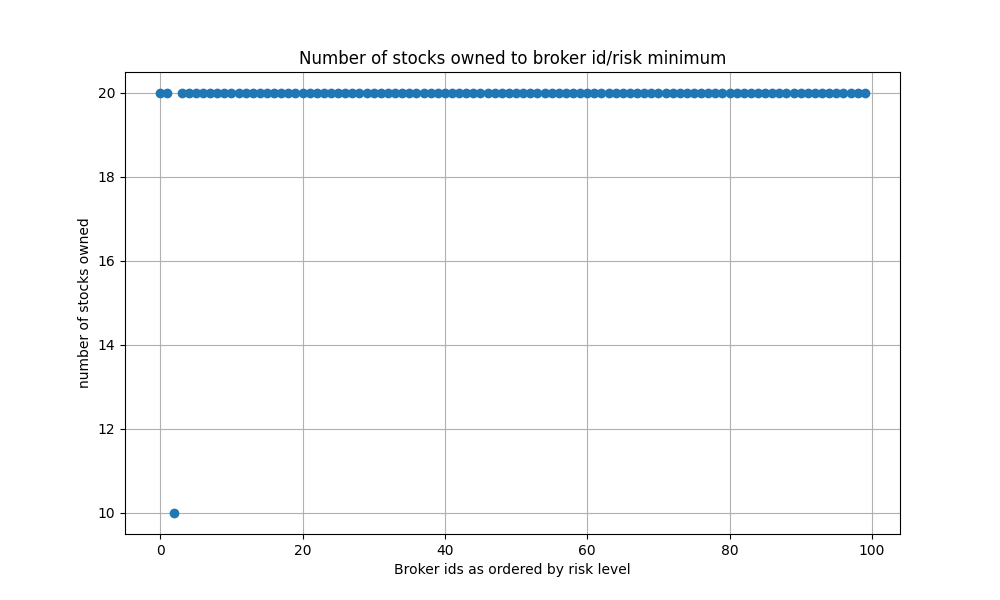 Number of stocks owned to broker id/risk minimum
20
18
16
14
12
10
number of stocks owned
0 20 40 60 80 100
Broker ids as ordered by risk level